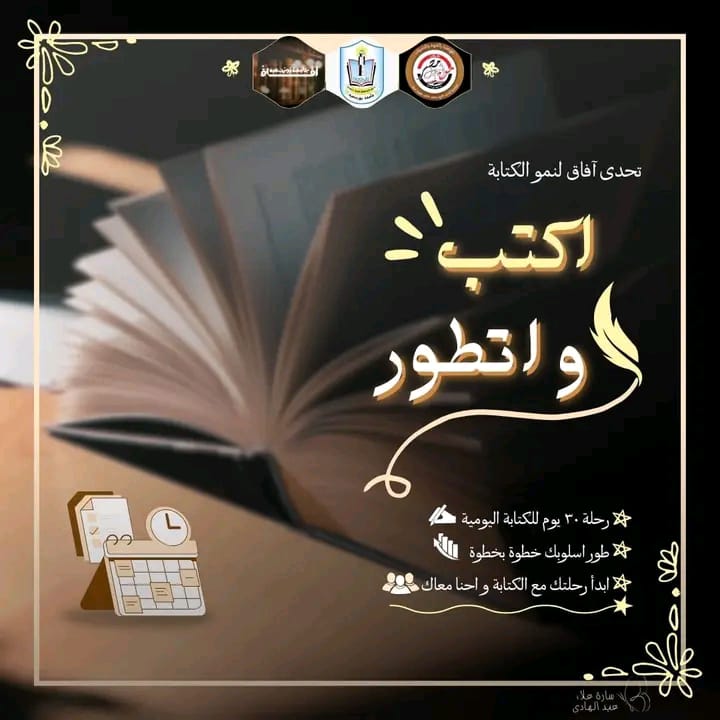 تحدى آفاق لنمو الكتابة
اكتب
و اتطور
رحلة ٣٠ يوم للكتابة اليومية
طور اسلوبك خطوة بخطوة
ابدأ رحلتك مع الكتابة و احنا معاك
سارة علاء
عبد الهادى